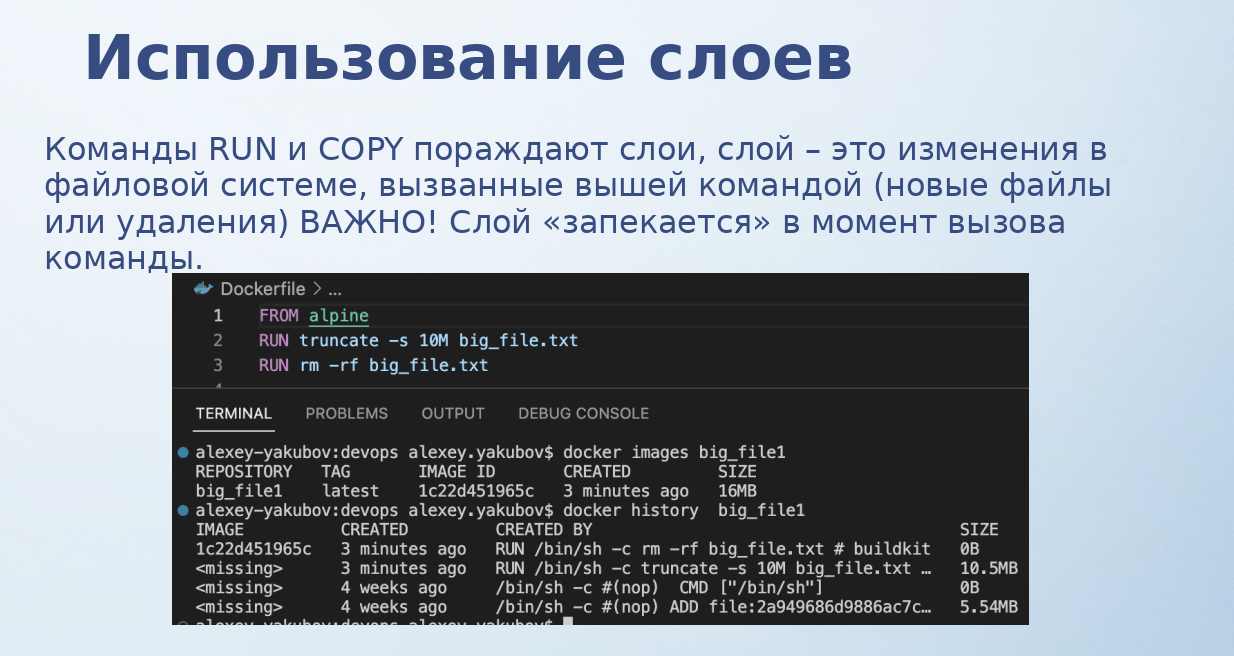 Использование слоев
Команды RUN и COPY пораждают слои, слой – это изменения в
файловой системе, вызванные вышей командой (новые файлы
или удаления) ВАЖНО! Слой «запекается» в момент вызова
команды.
Dockerfile > ...
1 FROM alpine
2 RUN truncate -s 10M big_file.txt
3 RUN rm -rf big_file.txt
TERMINAL PROBLEMS OUTPUT DEBUG CONSOLE
alexey-yakubov:devops alexey.yakubov$ docker images big_file1
REPOSITORY TAG IMAGE ID CREATED SIZE
big_file1 latest 1c22d451965c 3 minutes ago 16MB
alexey-yakubov:devops alexey.yakubov$ docker history big_file1
IMAGE CREATED CREATED BY SIZE
1c22d451965c 3 minutes ago RUN /bin/sh -c rm -rf big_file.txt # buildkit 0B
<missing> 3 minutes ago RUN /bin/sh -c truncate -s 10M big_file.txt … 10.5MB
<missing> 4 weeks ago /bin/sh -c #(nop) CMD ["/bin/sh"] 0B
<missing> 4 weeks ago /bin/sh -c #(nop) ADD file:2a949686d9886ac7c… 5.54MB
alexey-yakubov:devops alexey.yakubov$